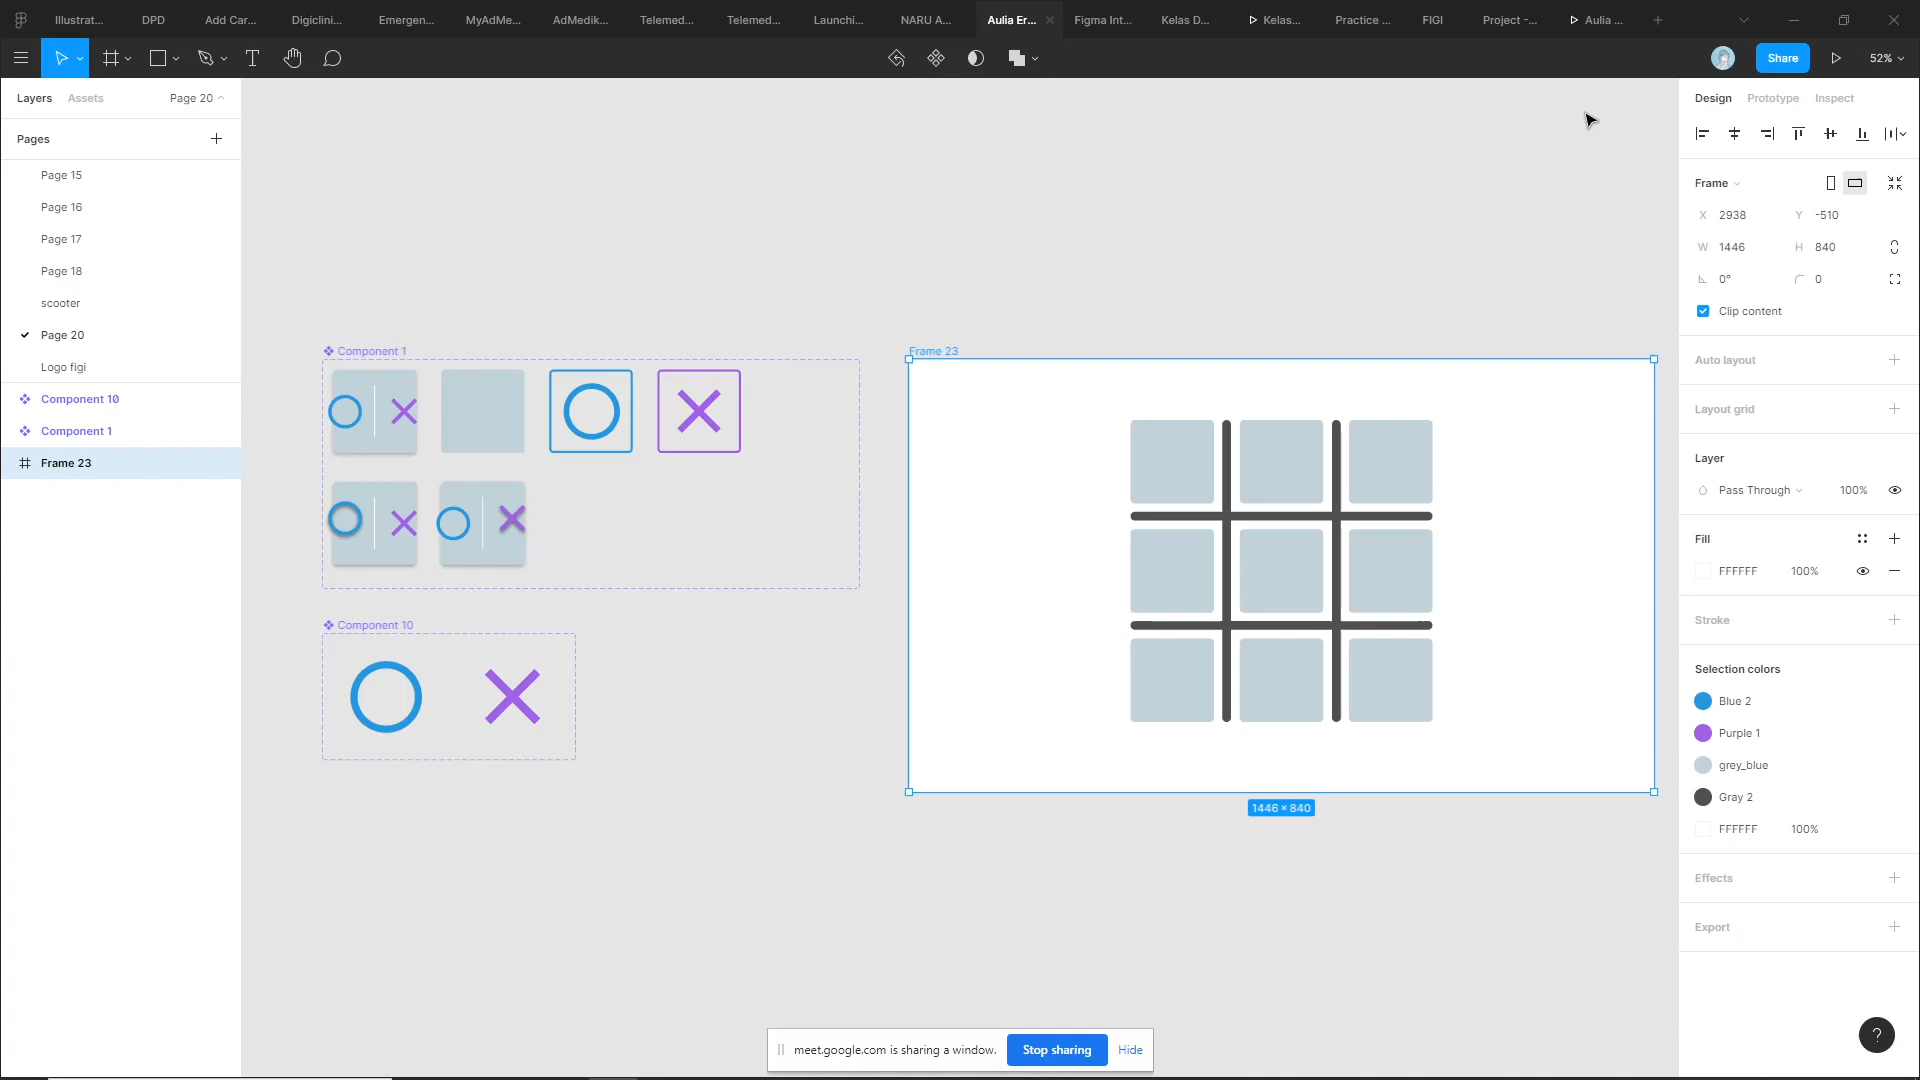 Illustrat...
DPD
Add Car...
Digiclini...
Emergen...
MyAdMe...
AdMedik...
Telemed...
Telemed...
Launchi...
NARU A...
Aulia Er...
Figma Int...
Kelas D...
Kelas...
Practice ...
FIGI
Project -...
Aulia ...
Share
52%
Layers
Assets
Page 20
Pages
Page 15
Page 16
Page 17
Page 18
scooter
Page 20
Logo figi
Component 10
Component 1
Frame 23
Component 1
Component 10
Frame 23
1446 × 840
Design
Prototype
Inspect
Frame
X 2938 Y -510
W 1446 H 840
0° 0
Clip content
Auto layout
Layout grid
Layer
Pass Through 100%
Fill
FFFFFF 100%
Stroke
Selection colors
Blue 2
Purple 1
grey_blue
Gray 2
FFFFFF 100%
Effects
Export
?
meet.google.com is sharing a window.
Stop sharing
Hide